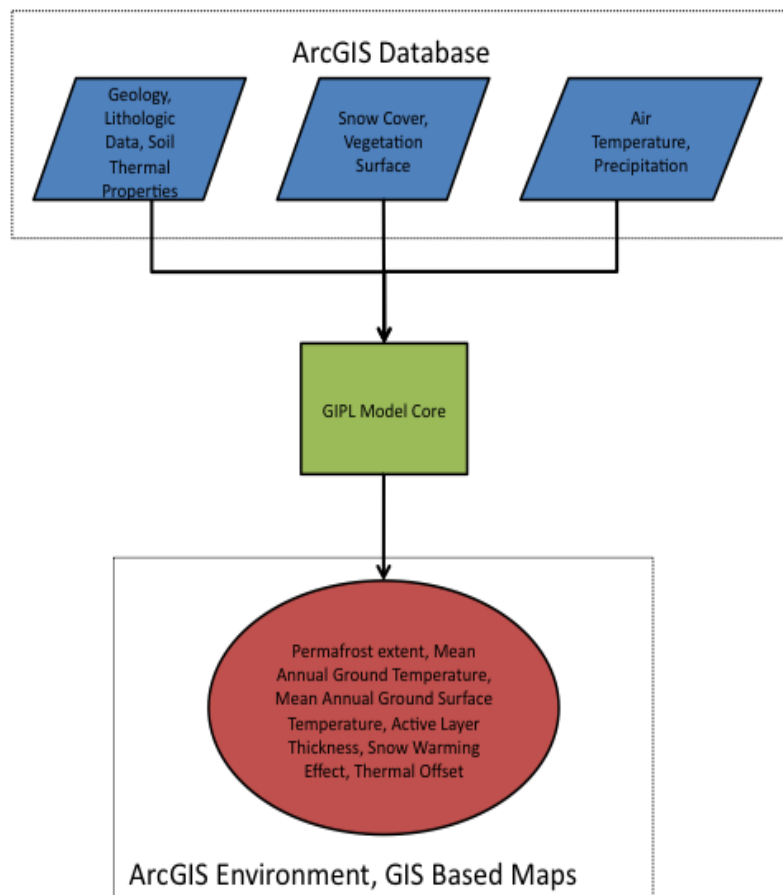 ArcGIS Database
Geology,
Lithologic
Data, Soil
Thermal
Properties
Snow Cover,
Vegetation
Surface
Air
Temperature,
Precipitation
GIPL Model Core
Permafrost extent, Mean
Annual Ground Temperature,
Mean Annual Ground Surface
Temperature, Active Layer
Thickness, Snow Warming
Effect, Thermal Offset
ArcGIS Environment, GIS Based Maps